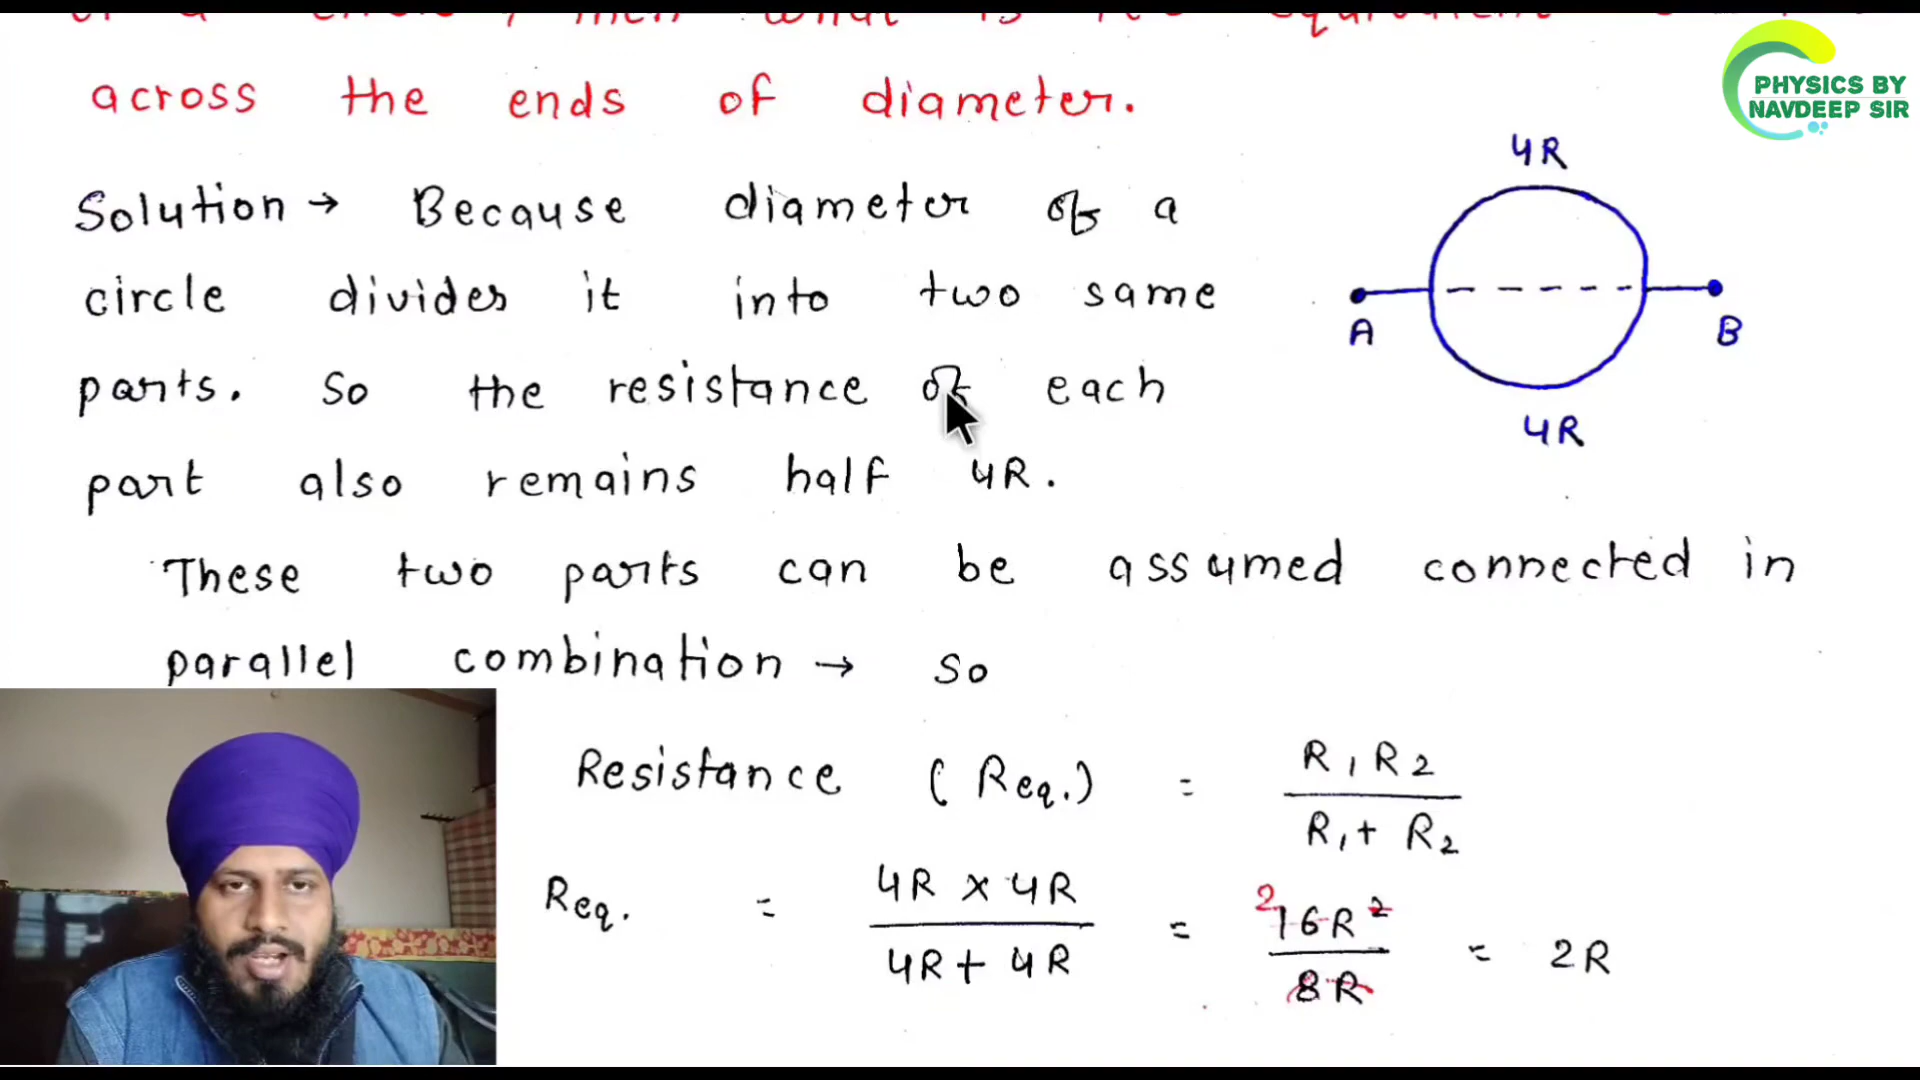 across the ends of diameter.
PHYSICS BY
NAVDEEP SIR
4R
Solution → Because diameter of a
circle divides it into two same
A B
parts. So the resistance of each
4R
part also remains half 4R.
These two parts can be assumed connected in
parallel combination → so
Resistance (Req.) = R1R2 / R1 + R2
Req. = 4R × 4R / 4R + 4R = 2 16R² / 8R = 2R